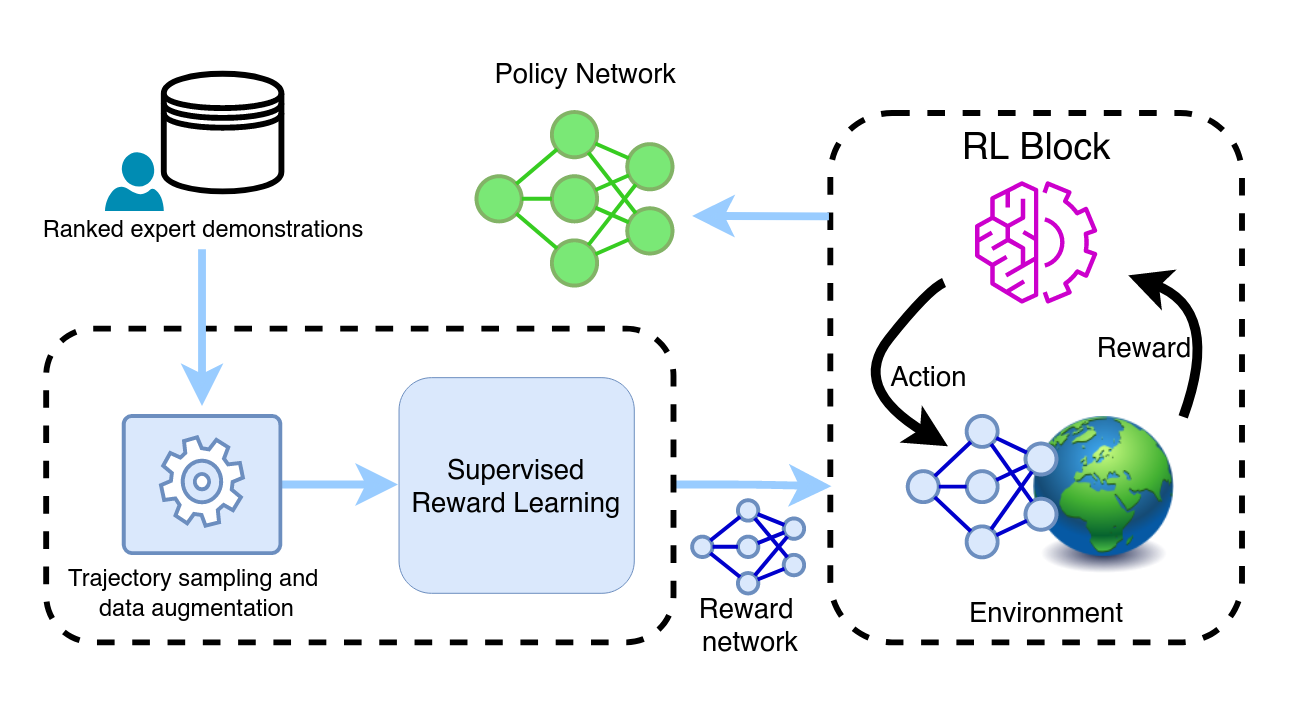 Policy Network
Ranked expert demonstrations
Trajectory sampling and
data augmentation
Supervised
Reward Learning
Reward
network
RL Block
Action
Reward
Environment